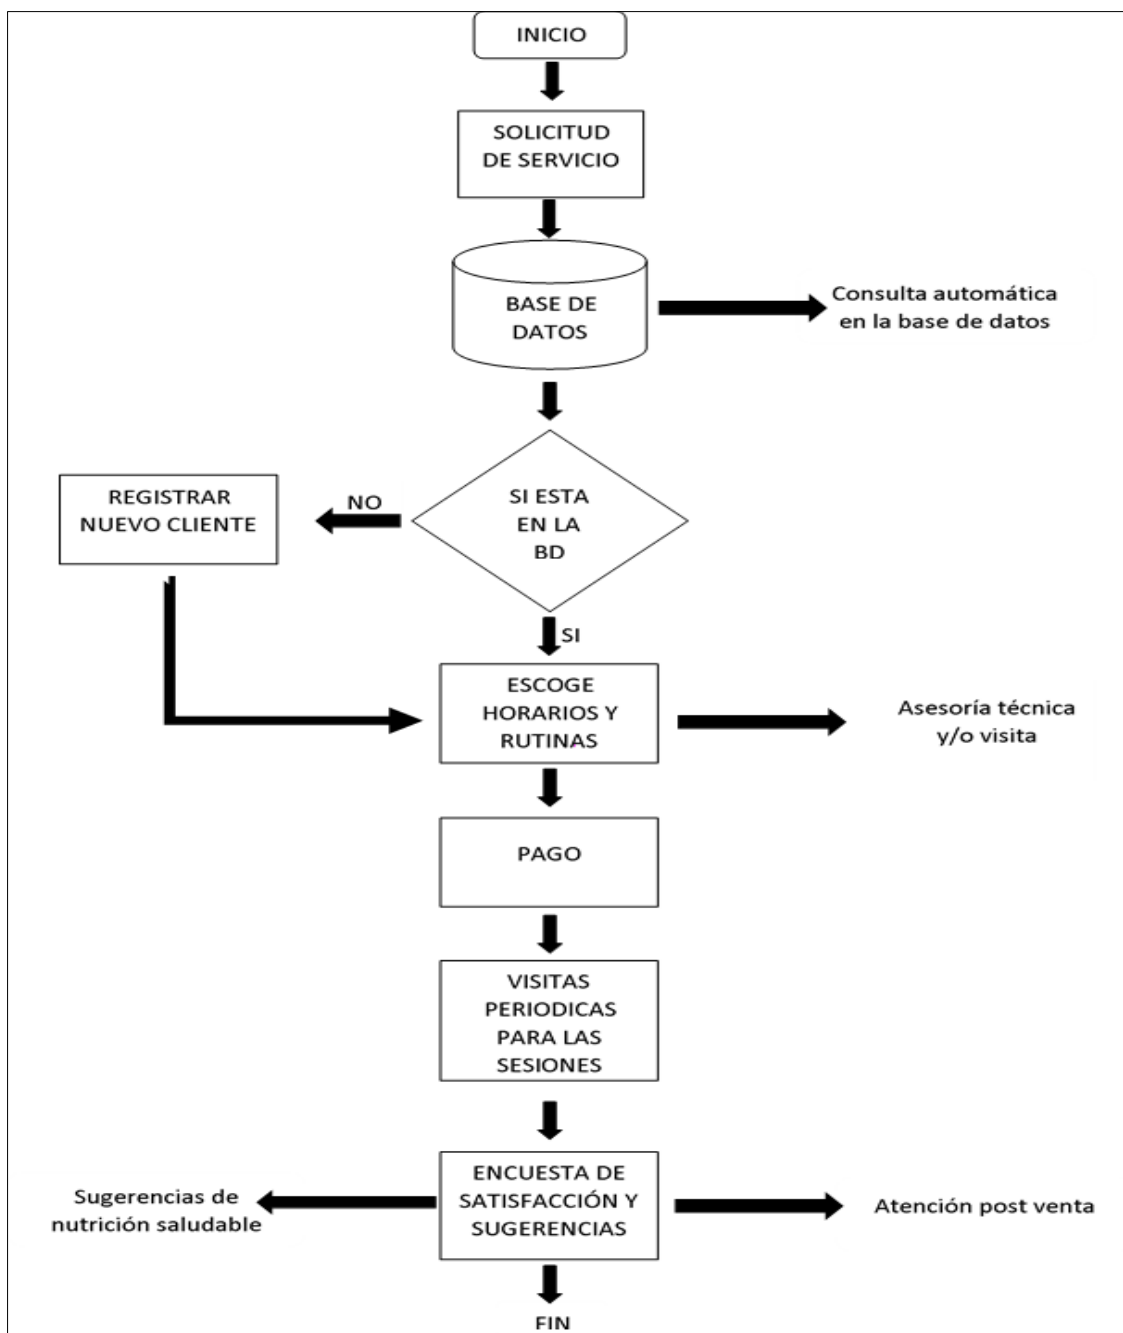 INICIO
SOLICITUD
DE SERVICIO
BASE DE
DATOS
Consulta automática
en la base de datos
SI ESTA
EN LA
BD
NO
REGISTRAR
NUEVO CLIENTE
SI
ESCOGE
HORARIOS Y
RUTINAS
Asesoría técnica
y/o visita
PAGO
VISITAS
PERIODICAS
PARA LAS
SESIONES
ENCUESTA DE
SATISFACCIÓN Y
SUGERENCIAS
Sugerencias de
nutrición saludable
Atención post venta
FIN